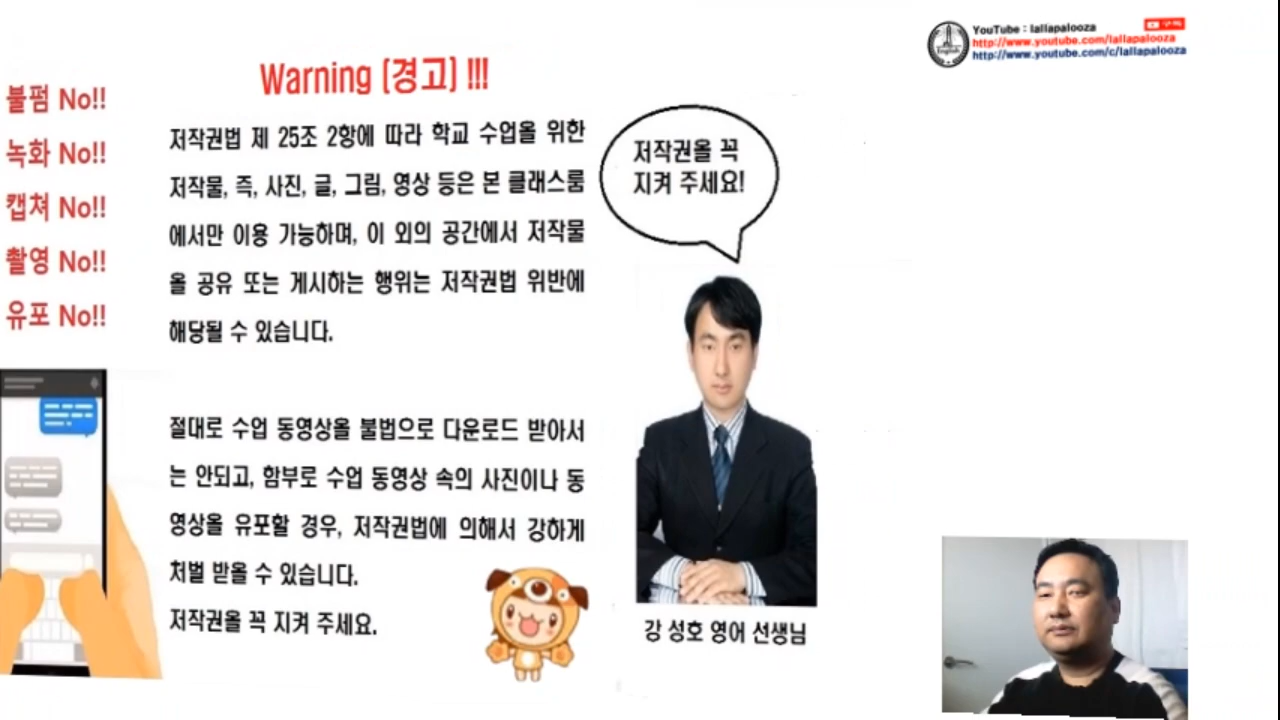 불펌 No!!
녹화 No!!
캡쳐 No!!
촬영 No!!
유포 No!!
Warning (경고) !!!
저작권법 제 25조 2항에 따라 학교 수업을 위한
저작물, 즉, 사진, 글, 그림, 영상 등은 본 클래스룸
에서만 이용 가능하며, 이 외의 공간에서 저작물
을 공유 또는 게시하는 행위는 저작권법 위반에
해당될 수 있습니다.
절대로 수업 동영상을 불법으로 다운로드 받아서
는 안되고, 함부로 수업 동영상 속의 사진이나 동
영상을 유포할 경우, 저작권법에 의해서 강하게
처벌 받을 수 있습니다.
저작권을 꼭 지켜 주세요.
저작권을 꼭
지켜 주세요!
강 성호 영어 선생님
YouTube : lallapalooza
구독
http://www.youtube.com/lallapalooza
http://www.youtube.com/c/lallapalooza